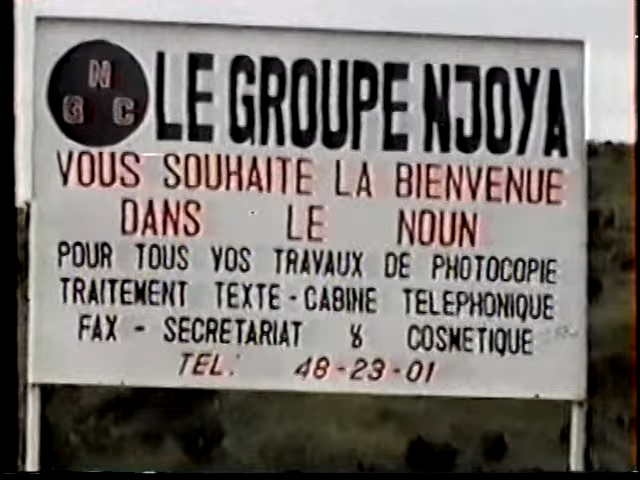 N
G C
LE GROUPE NJOYA
VOUS SOUHAITE LA BIENVENUE
DANS LE NOUN
POUR TOUS VOS TRAVAUX DE PHOTOCOPIE
TRAITEMENT TEXTE - CABINE TELEPHONIQUE
FAX - SECRETARIAT & COSMETIQUE
TEL: 48-23-01